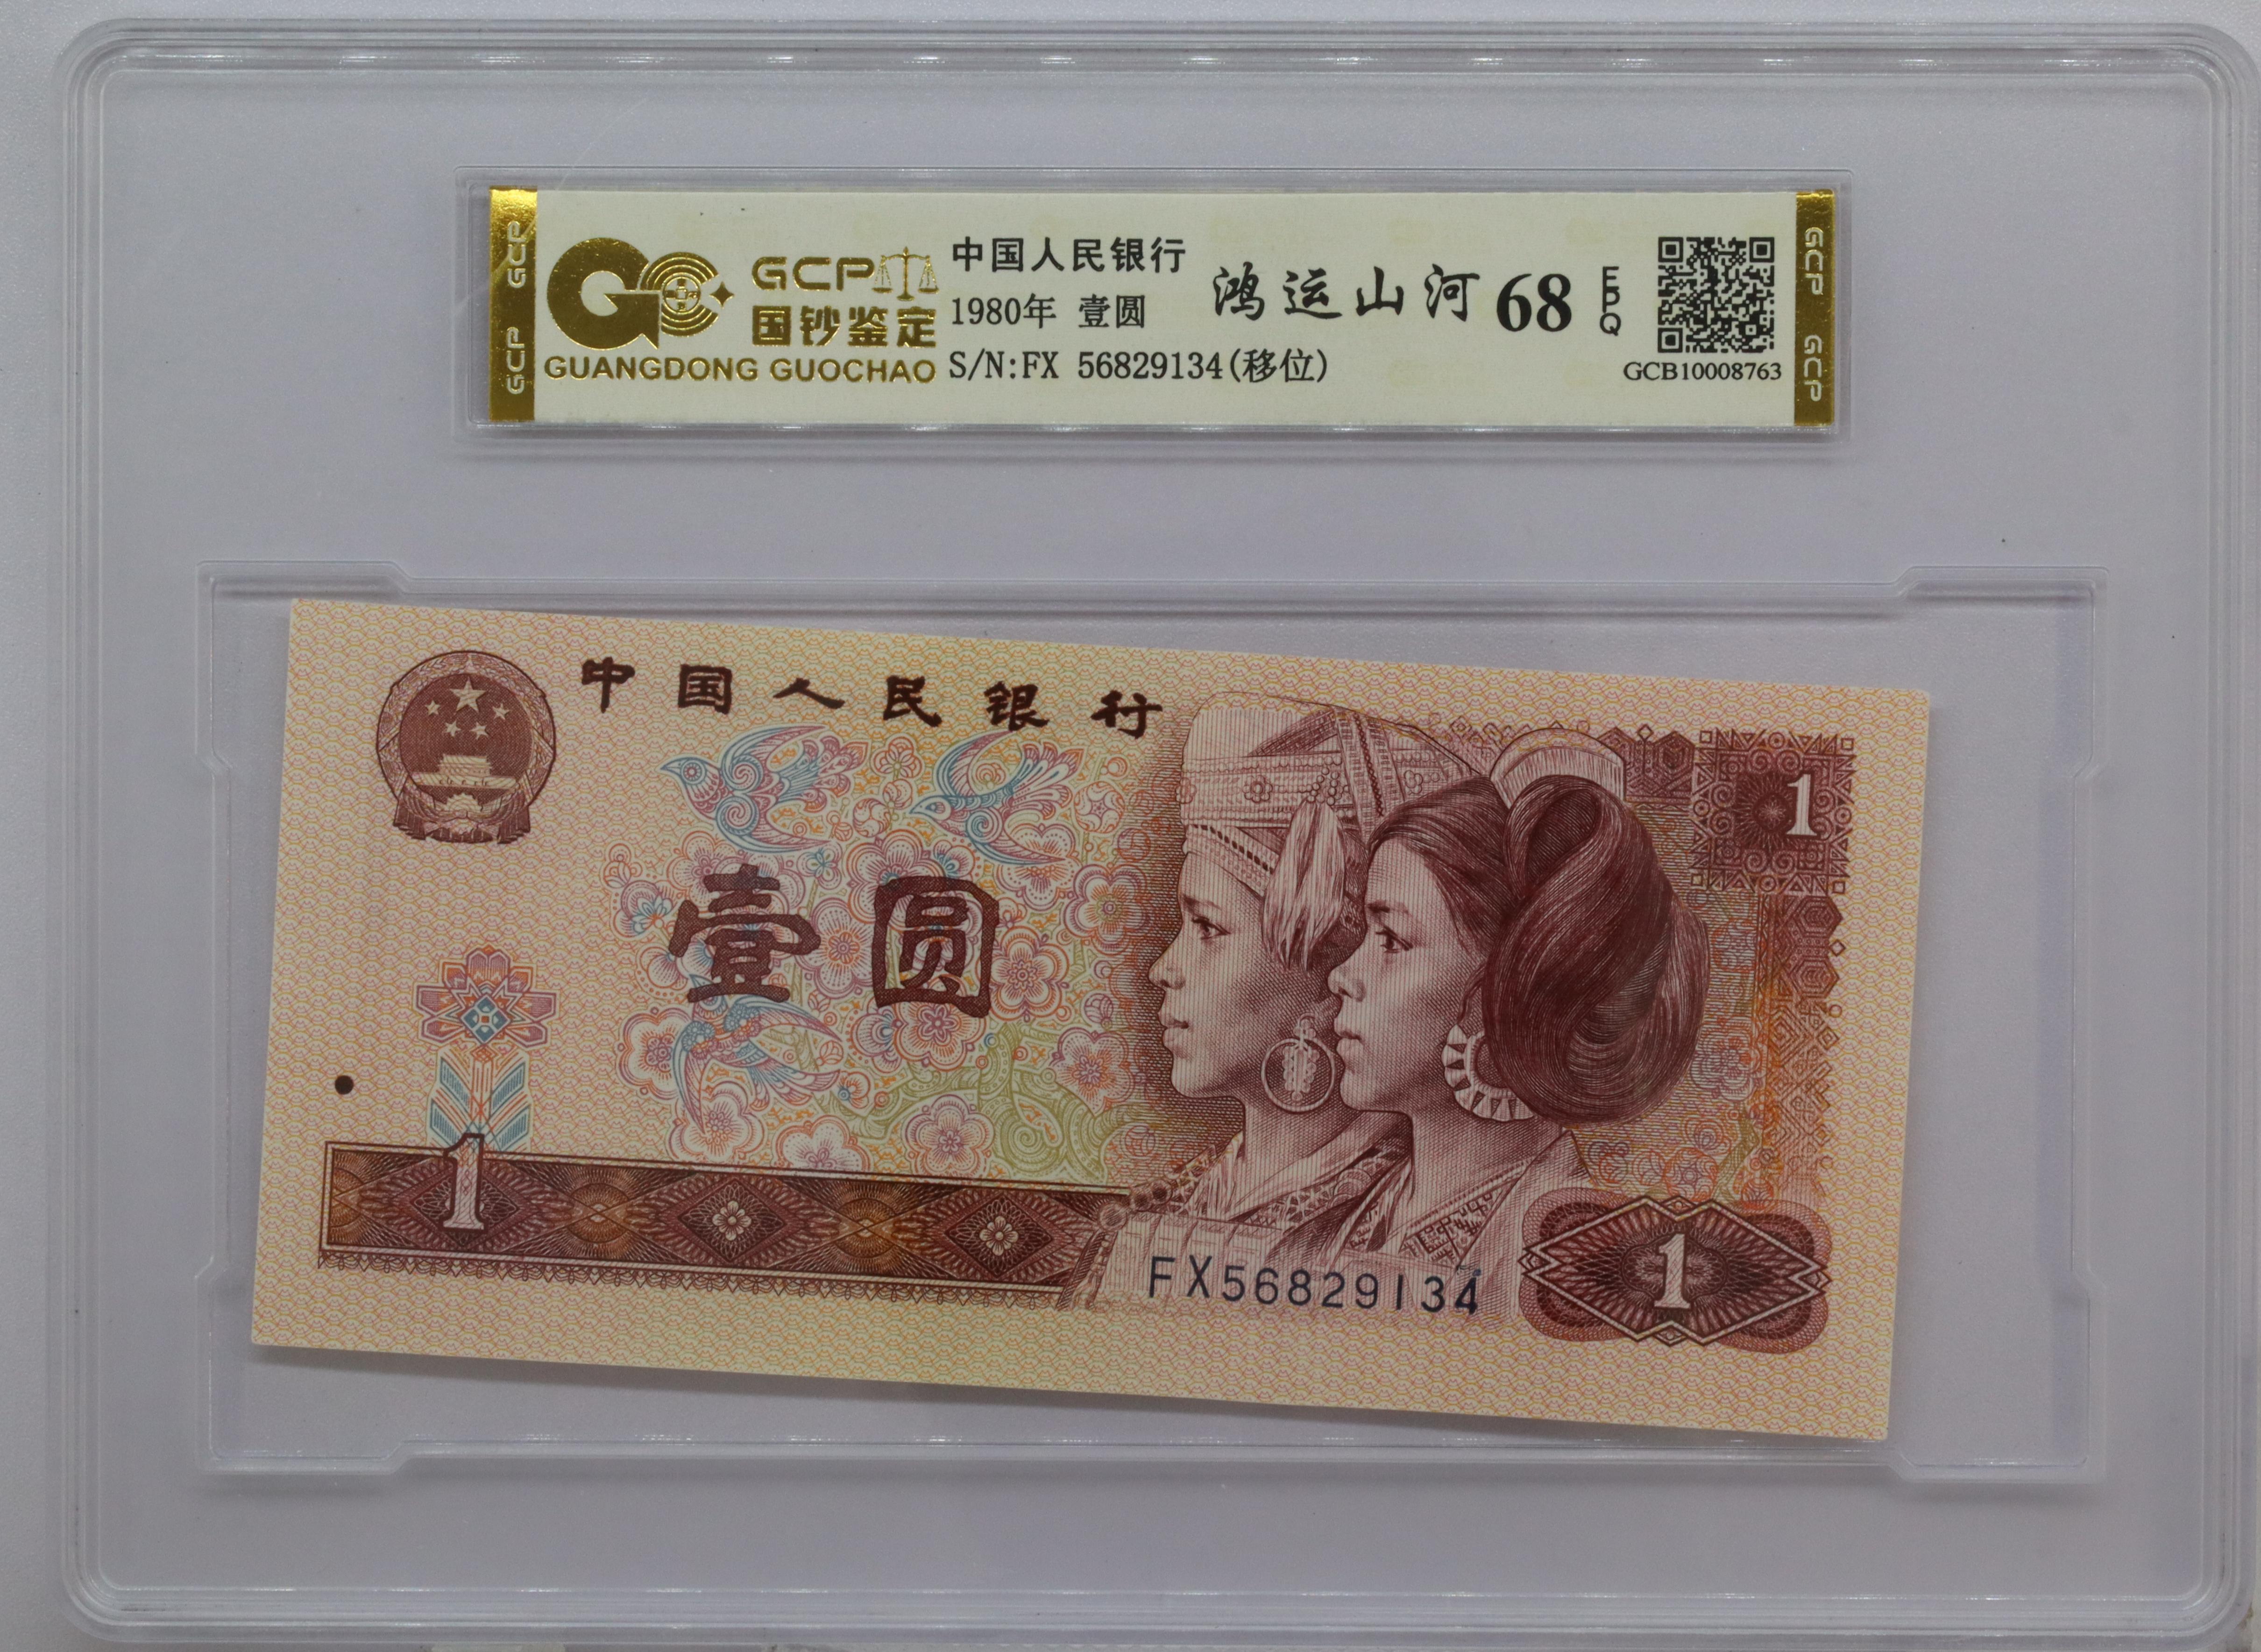 GCP GCP
GCP
国钞鉴定
GUANGDONG GUOCHAO
中国人民银行
1980年 壹圆
S/N:FX 56829134(移位)
鸿运山河 68 EPQ
GCB10008763
GCP GCP
中国人民银行
1
壹圆
1
FX56829134
1